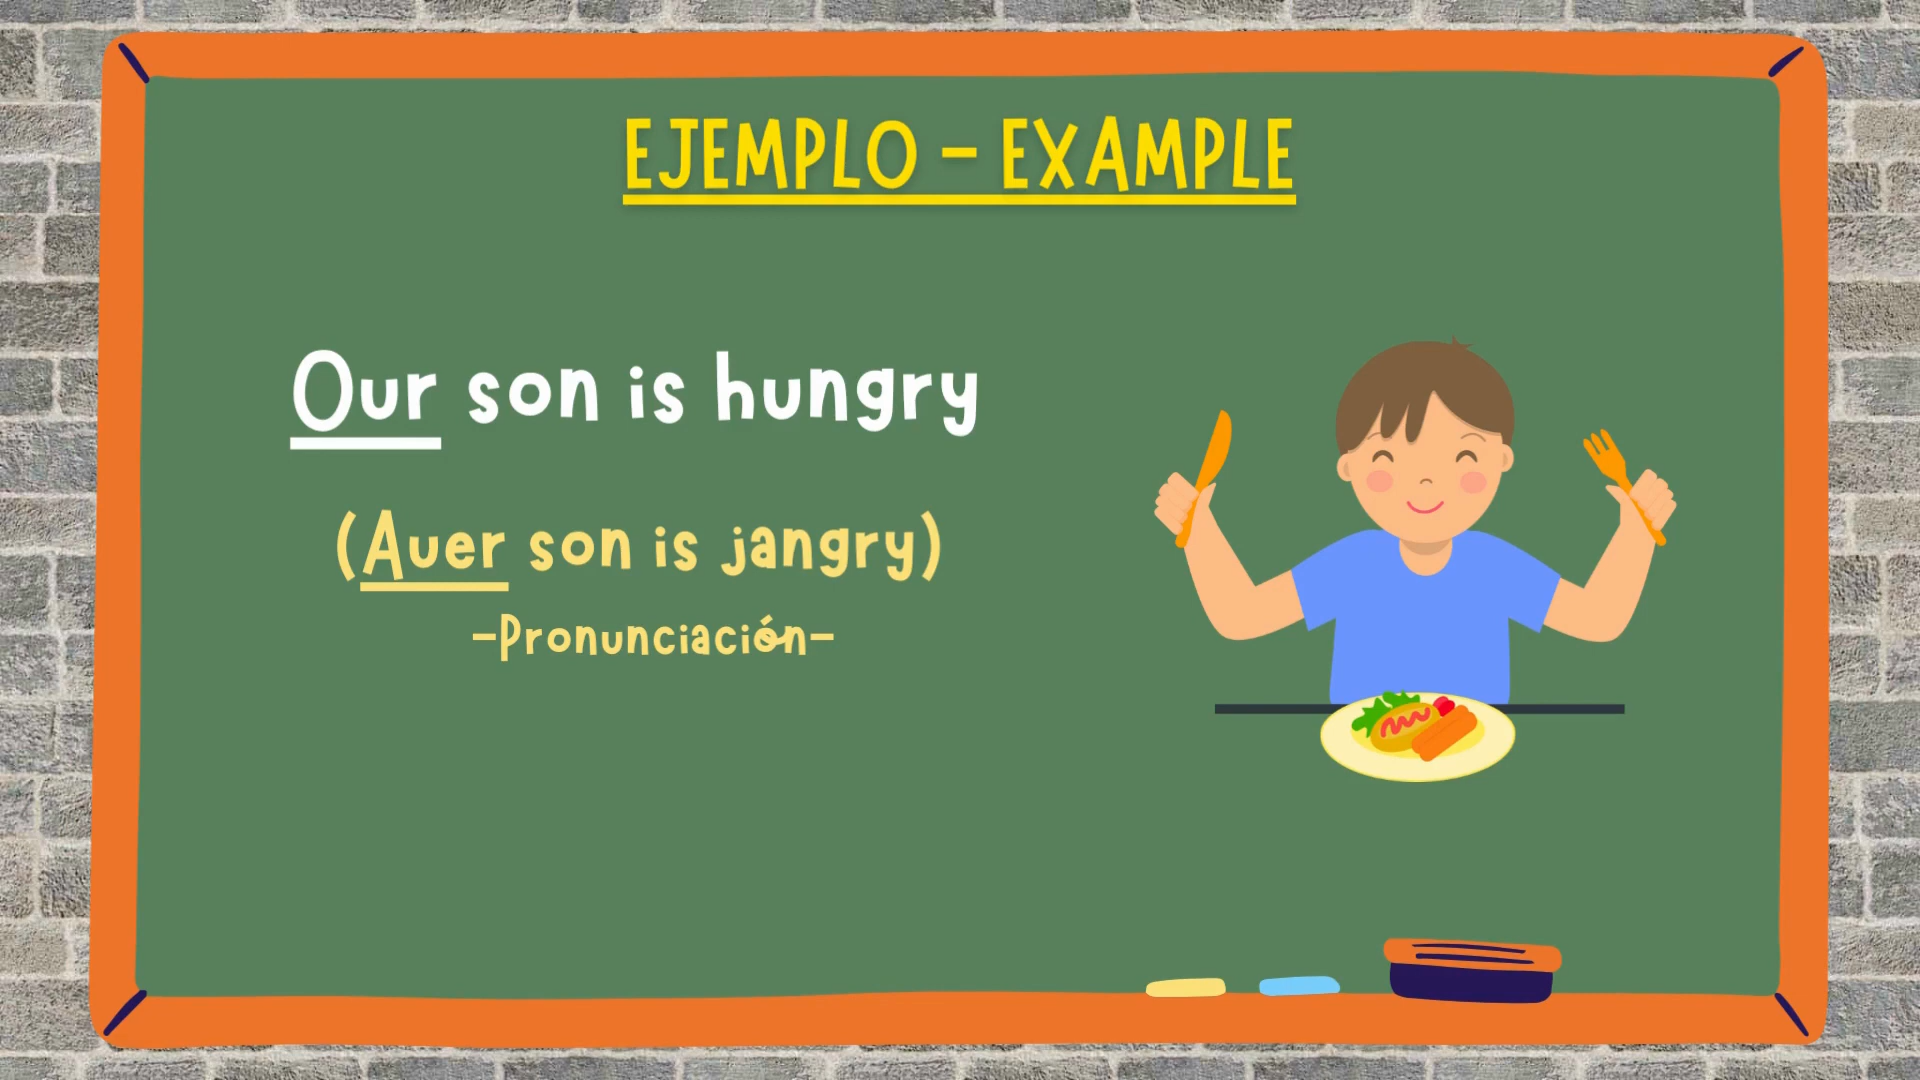 EJEMPLO - EXAMPLE
Our son is hungry
(Auer son is jangry)
-Pronunciación-